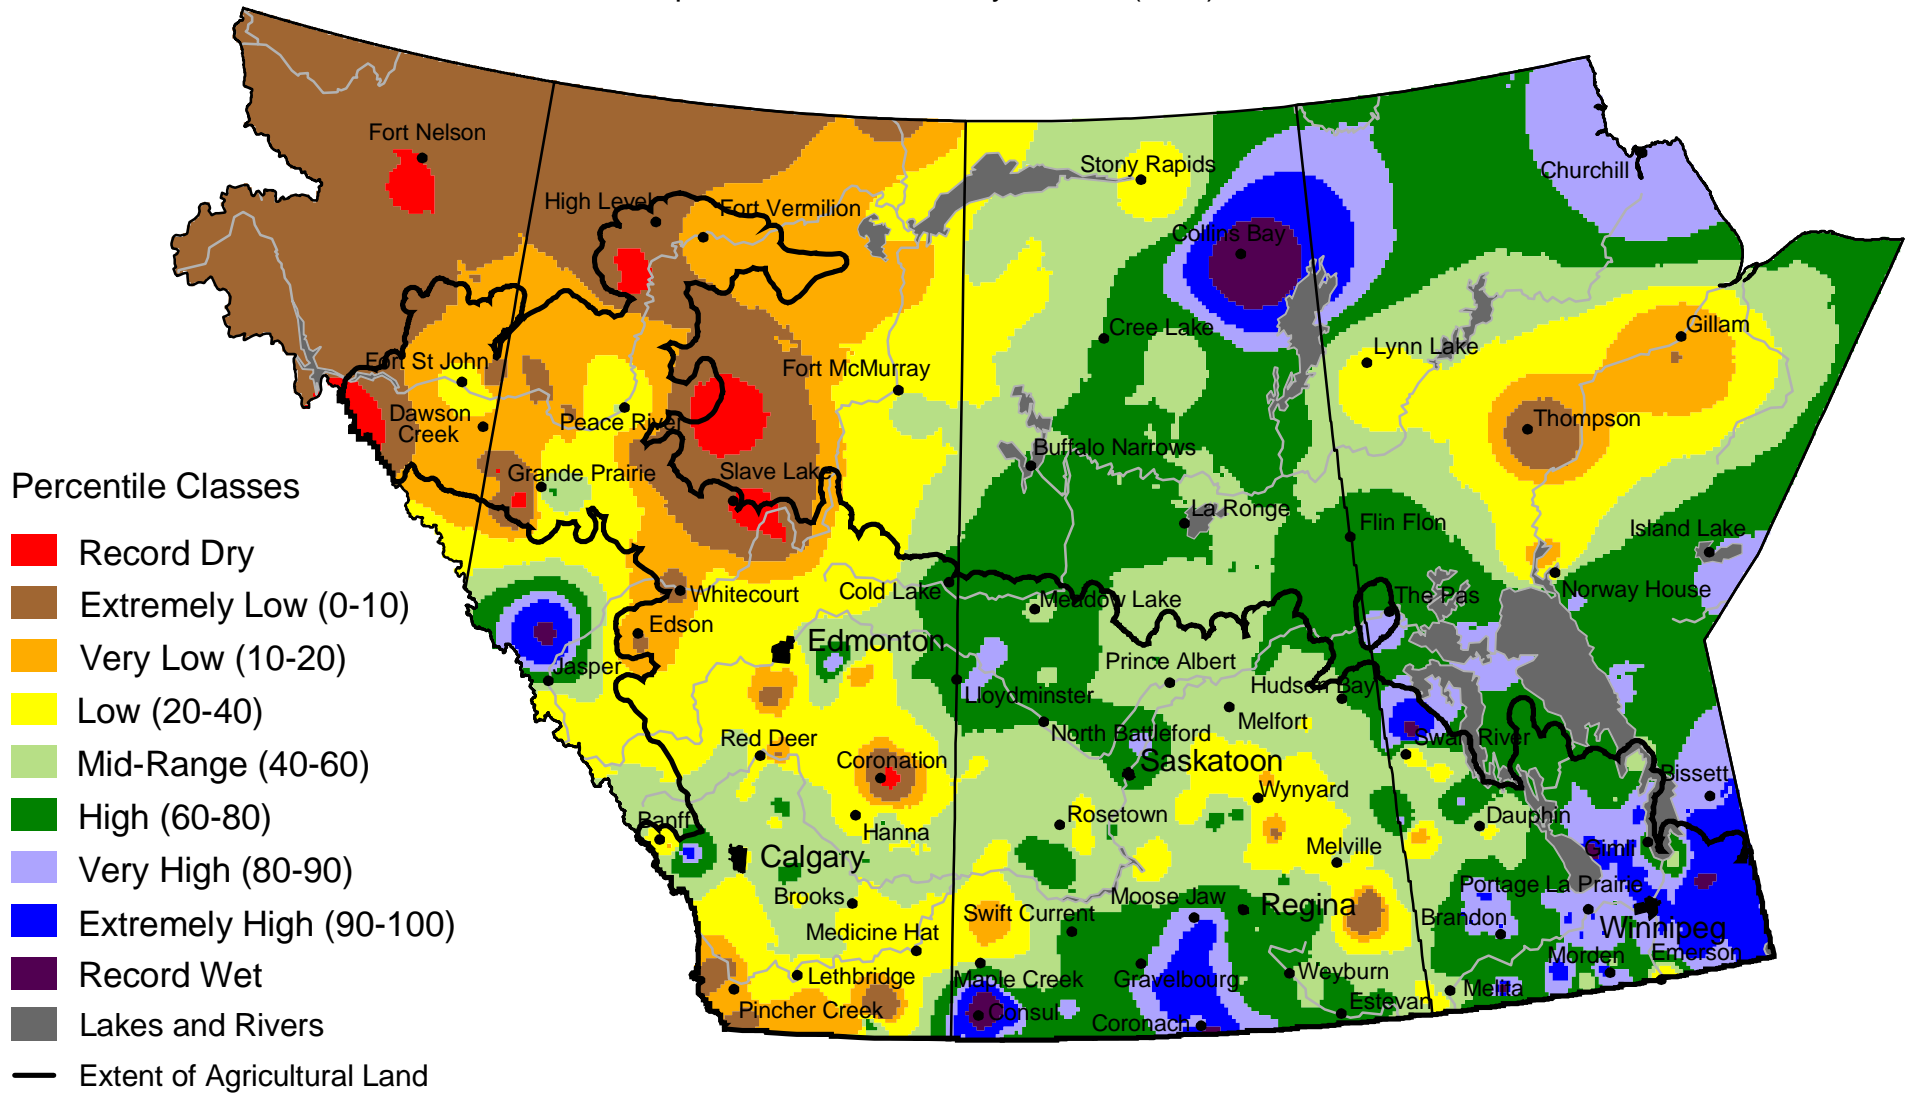 Fort Nelson
High Level
Fort Vermilion
Stony Rapids
Churchill
Collins Bay
Cree Lake
Lynn Lake
Gillam
Fort St John
Fort McMurray
Dawson
Creek
Peace River
Thompson
Buffalo Narrows
Grande Prairie
Slave Lake
La Ronge
Flin Flon
Island Lake
Whitecourt
Cold Lake
Meadow Lake
The Pas
Norway House
Edson
Edmonton
Jasper
Prince Albert
Hudson Bay
Lloydminster
Melfort
North Battleford
Swan River
Red Deer
Coronation
Saskatoon
Bissett
Wynyard
Banff
Hanna
Rosetown
Dauphin
Calgary
Melville
Gimli
Brooks
Moose Jaw
Portage La Prairie
Swift Current
Regina
Brandon
Winnipeg
Medicine Hat
Morden
Emerson
Lethbridge
Maple Creek
Gravelbourg
Weyburn
Melita
Pincher Creek
Consul
Coronach
Estevan
Percentile Classes
Record Dry
Extremely Low (0-10)
Very Low (10-20)
Low (20-40)
Mid-Range (40-60)
High (60-80)
Very High (80-90)
Extremely High (90-100)
Record Wet
Lakes and Rivers
Extent of Agricultural Land